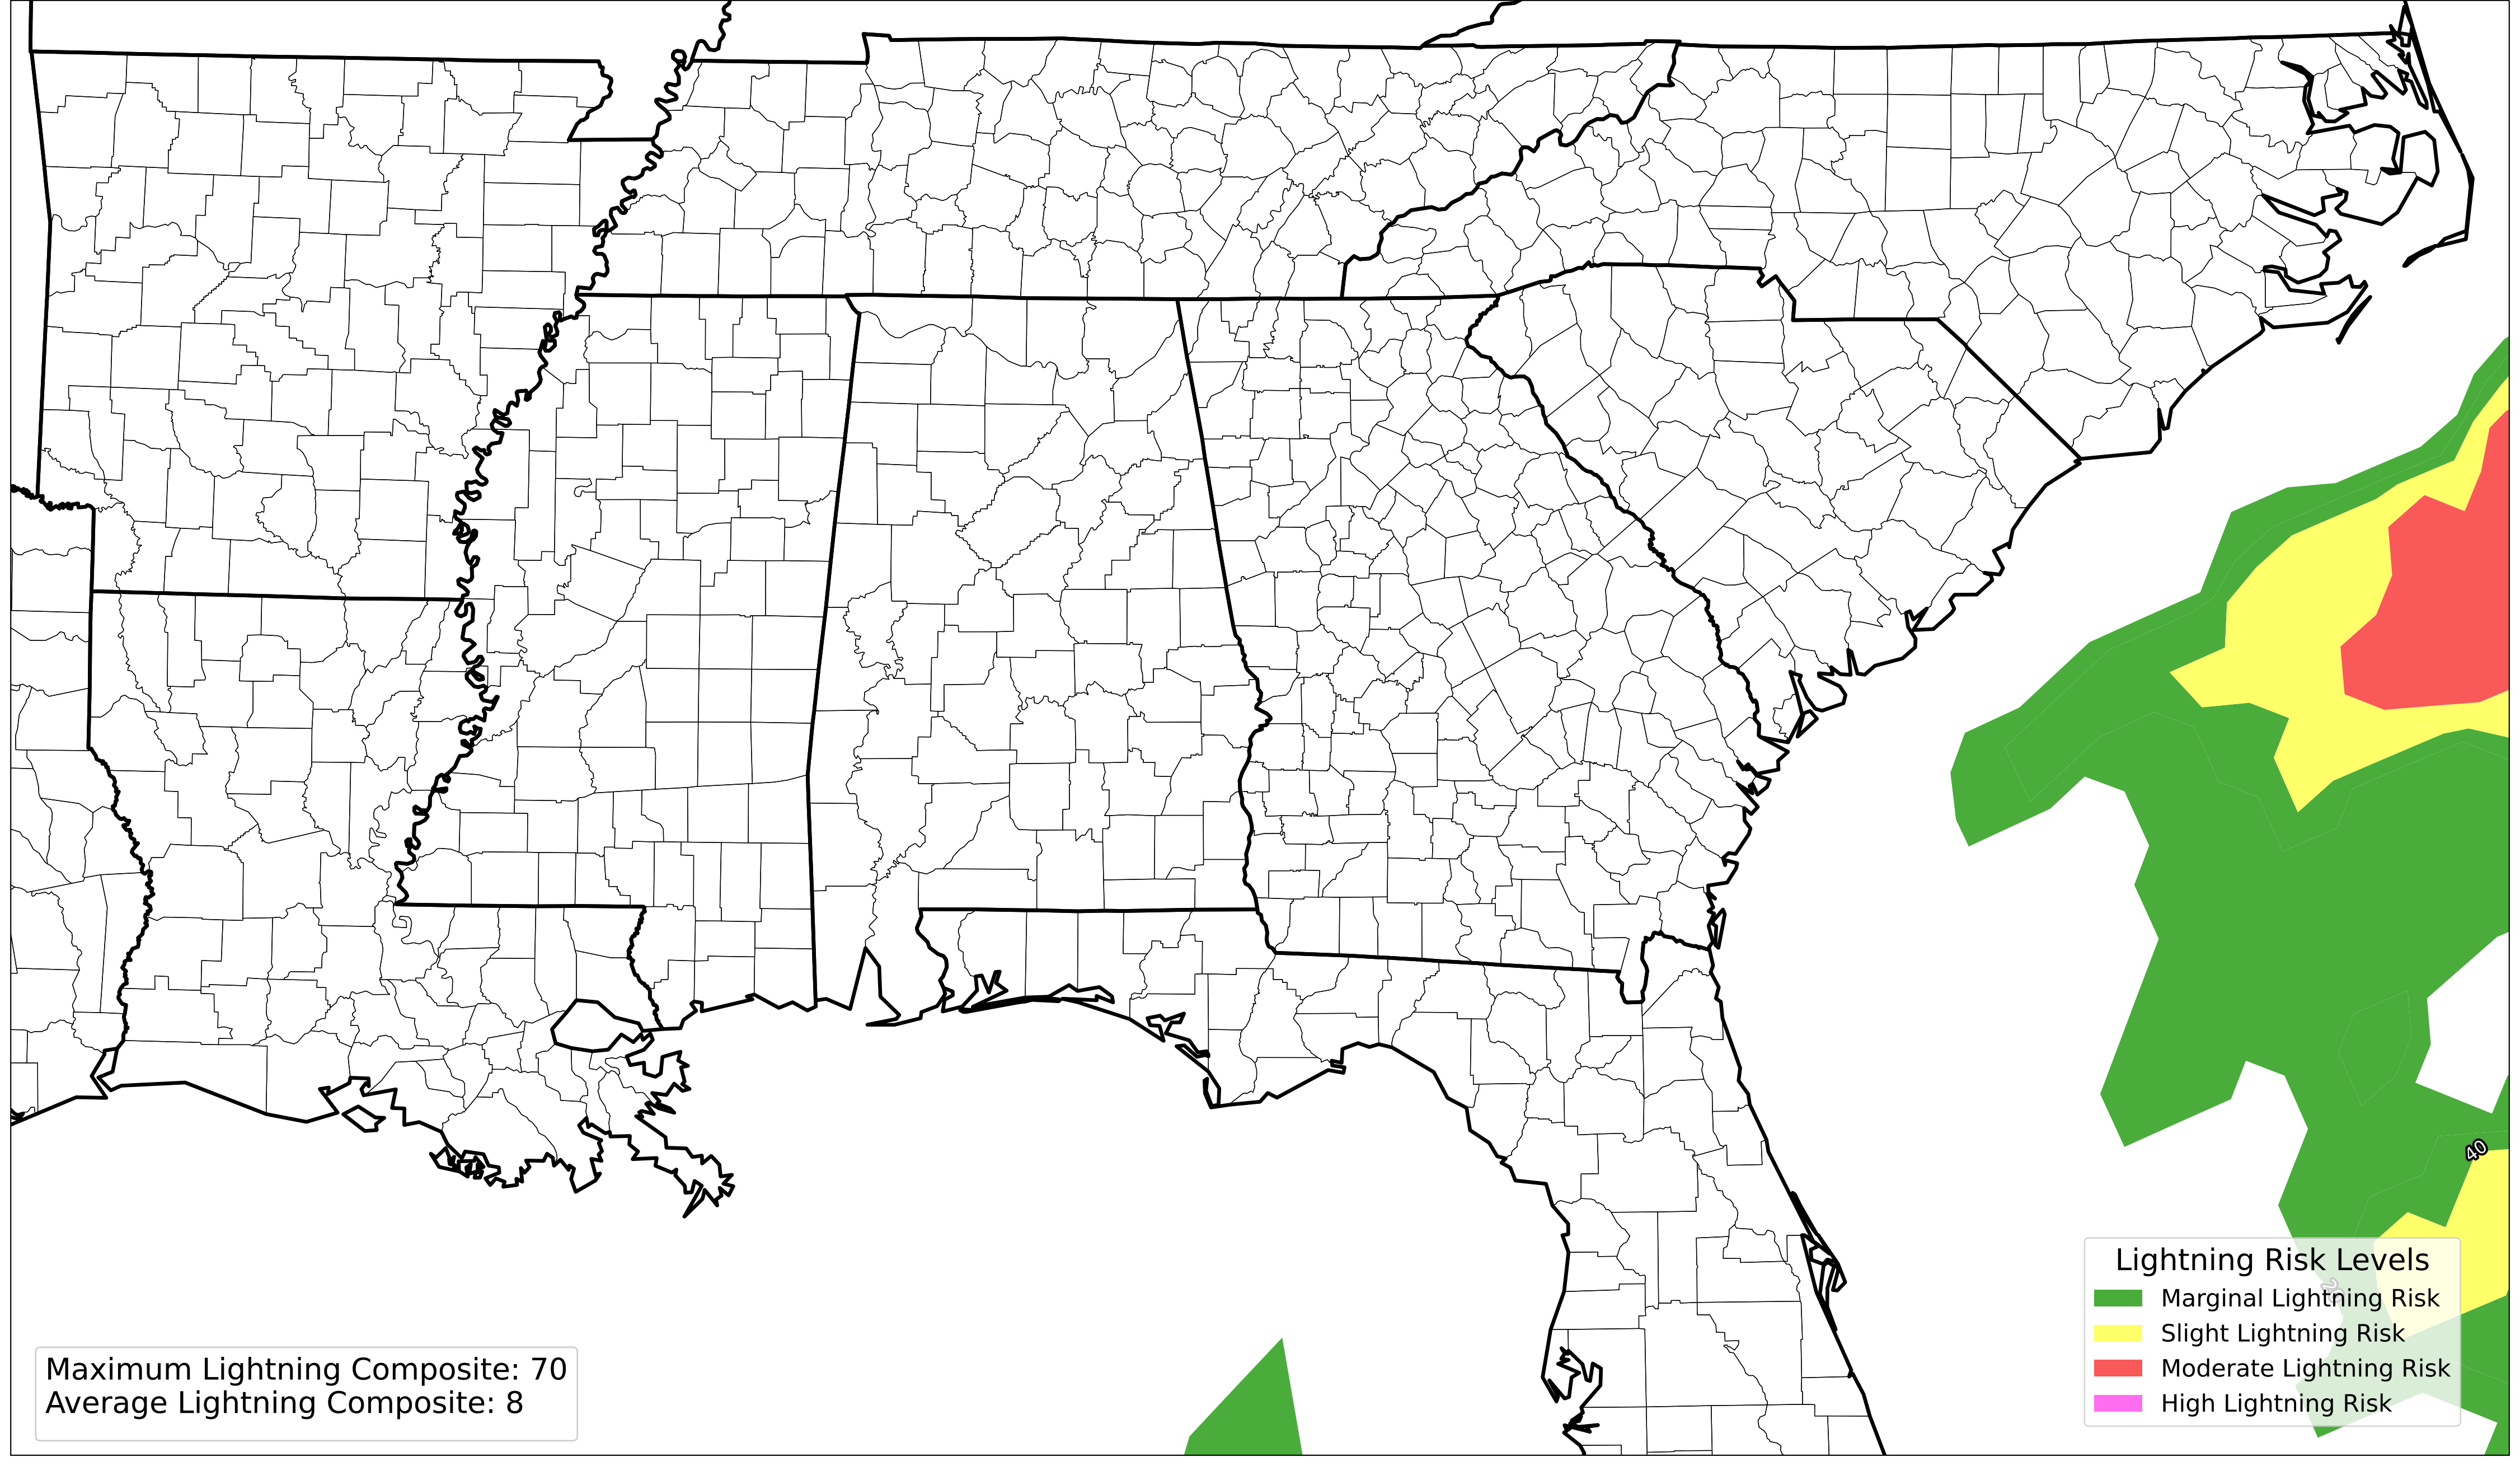 40
Lightning Risk Levels
Marginal Lightning Risk
Slight Lightning Risk
Moderate Lightning Risk
High Lightning Risk
Maximum Lightning Composite: 70
Average Lightning Composite: 8